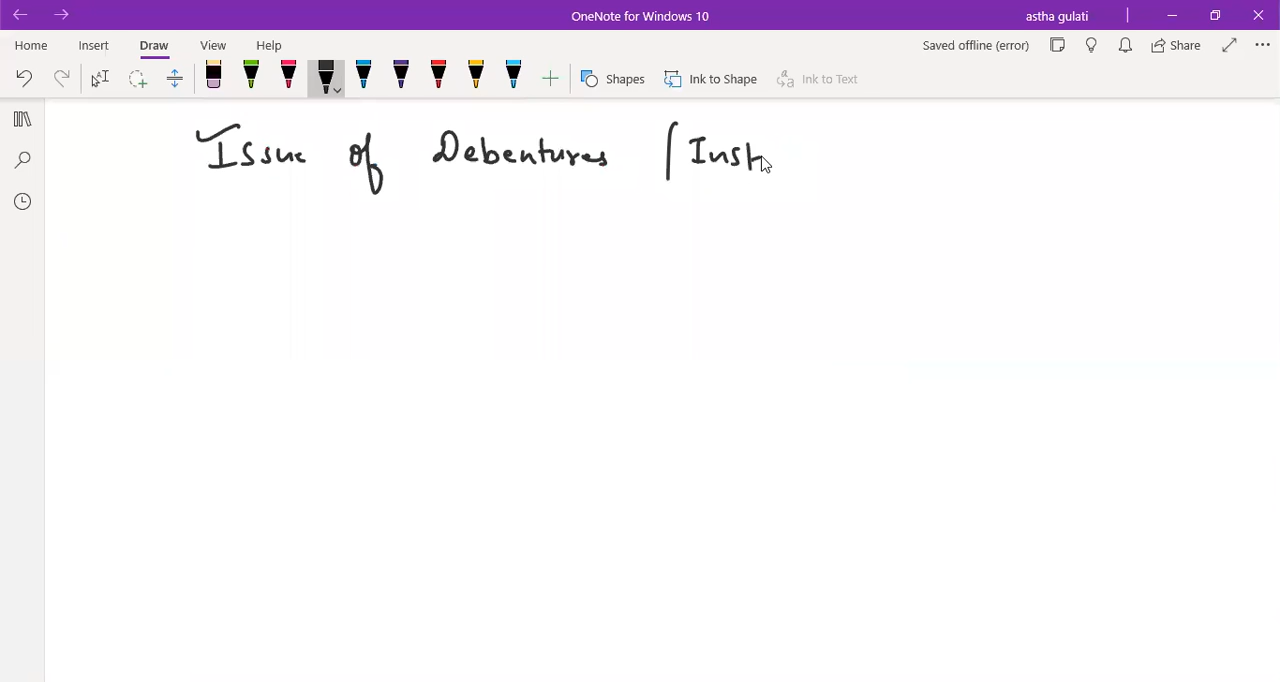 OneNote for Windows 10
astha gulati
Home Insert Draw View Help
Saved offline (error)
Share
Shapes
Ink to Shape
Ink to Text
Issue of Debentures (Inst